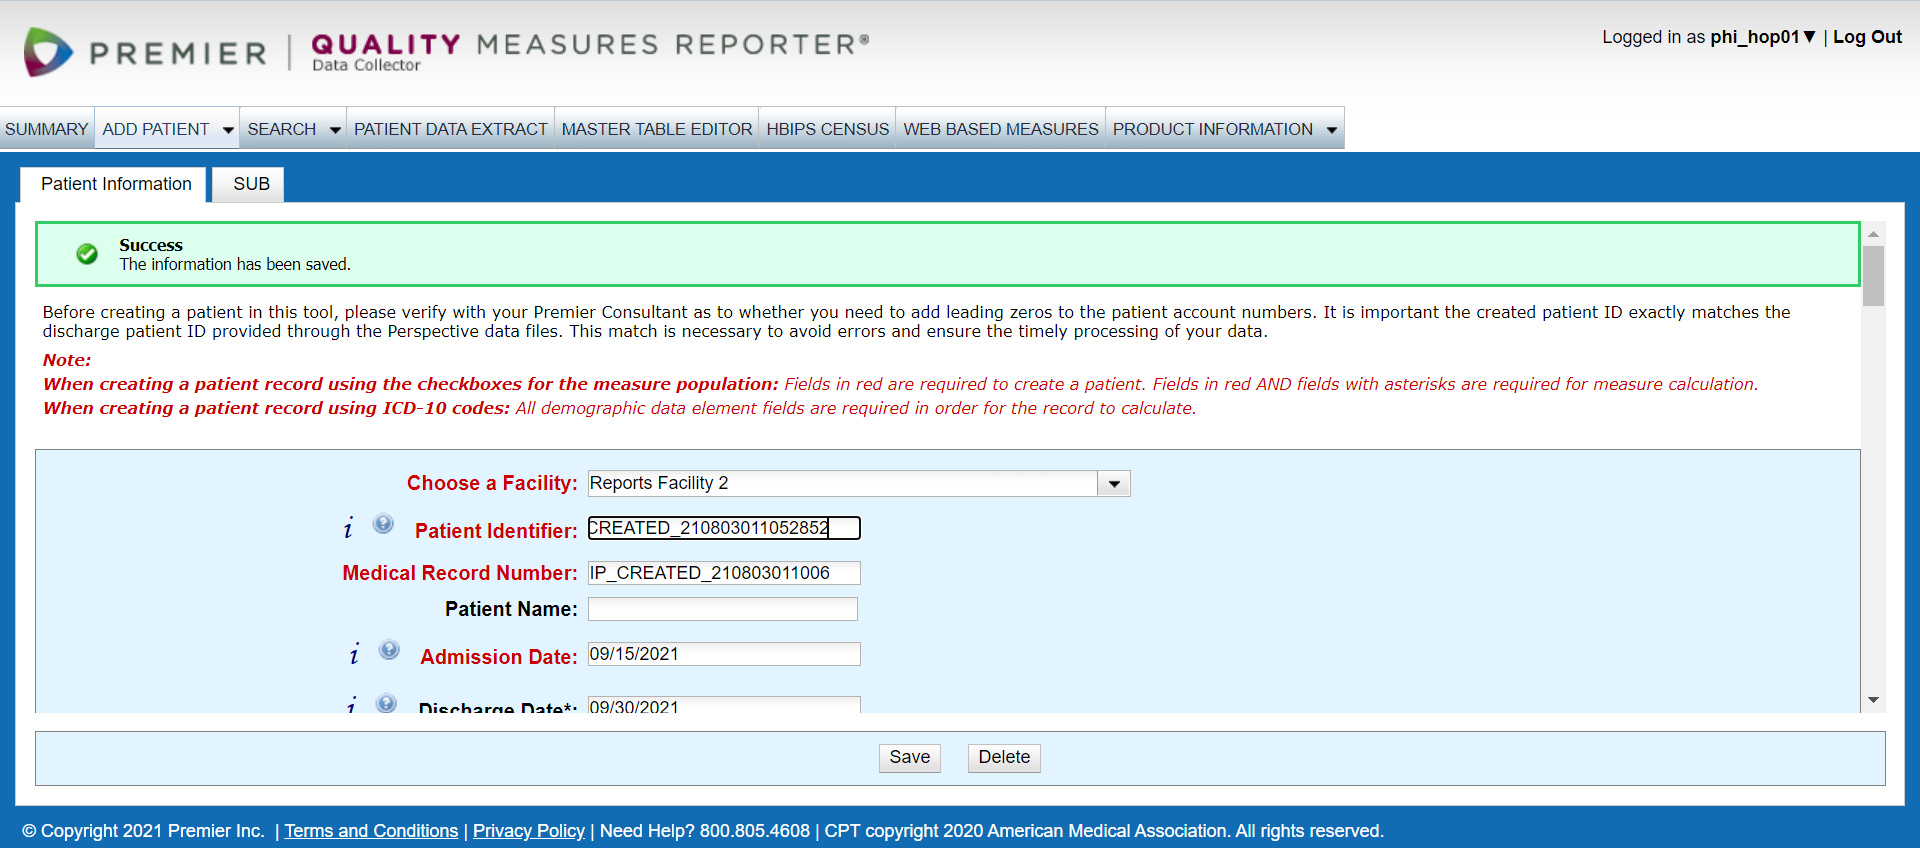 PREMIER | QUALITY MEASURES REPORTER®
Data Collector
Logged in as phi_hop01▼ | Log Out
SUMMARY ADD PATIENT SEARCH PATIENT DATA EXTRACT MASTER TABLE EDITOR HBIPS CENSUS WEB BASED MEASURES PRODUCT INFORMATION
Patient Information SUB
Success
The information has been saved.
Before creating a patient in this tool, please verify with your Premier Consultant as to whether you need to add leading zeros to the patient account numbers. It is important the created patient ID exactly matches the
discharge patient ID provided through the Perspective data files. This match is necessary to avoid errors and ensure the timely processing of your data.
Note:
When creating a patient record using the checkboxes for the measure population: Fields in red are required to create a patient. Fields in red AND fields with asterisks are required for measure calculation.
When creating a patient record using ICD-10 codes: All demographic data element fields are required in order for the record to calculate.
Choose a Facility: Reports Facility 2
i ? Patient Identifier: CREATED_210803011052852
Medical Record Number: IP_CREATED_210803011006
Patient Name:
i ? Admission Date: 09/15/2021
i ? Discharge Date*: 09/30/2021
Save Delete
© Copyright 2021 Premier Inc. | Terms and Conditions | Privacy Policy | Need Help? 800.805.4608 | CPT copyright 2020 American Medical Association. All rights reserved.